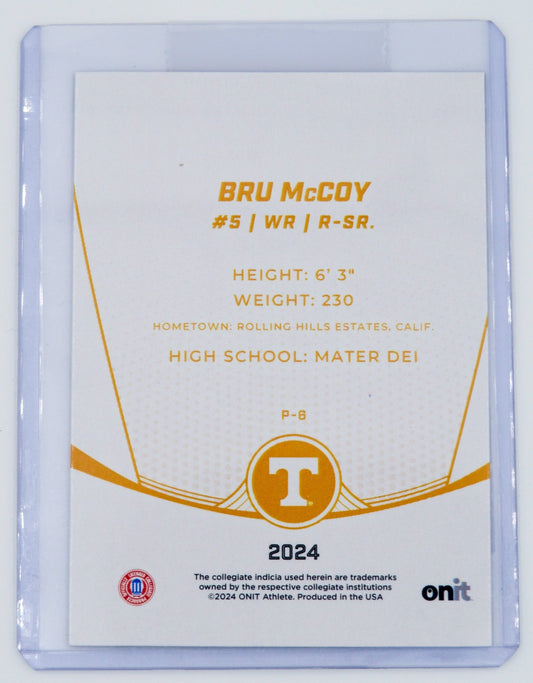 BRU McCOY
#5 | WR | R-SR.
HEIGHT: 6' 3"
WEIGHT: 230
HOMETOWN: ROLLING HILLS ESTATES, CALIF.
HIGH SCHOOL: MATER DEI
P-8
T
2024
The collegiate indicia used herein are trademarks
owned by the respective collegiate institutions
©2024 ONIT Athlete. Produced in the USA
onit